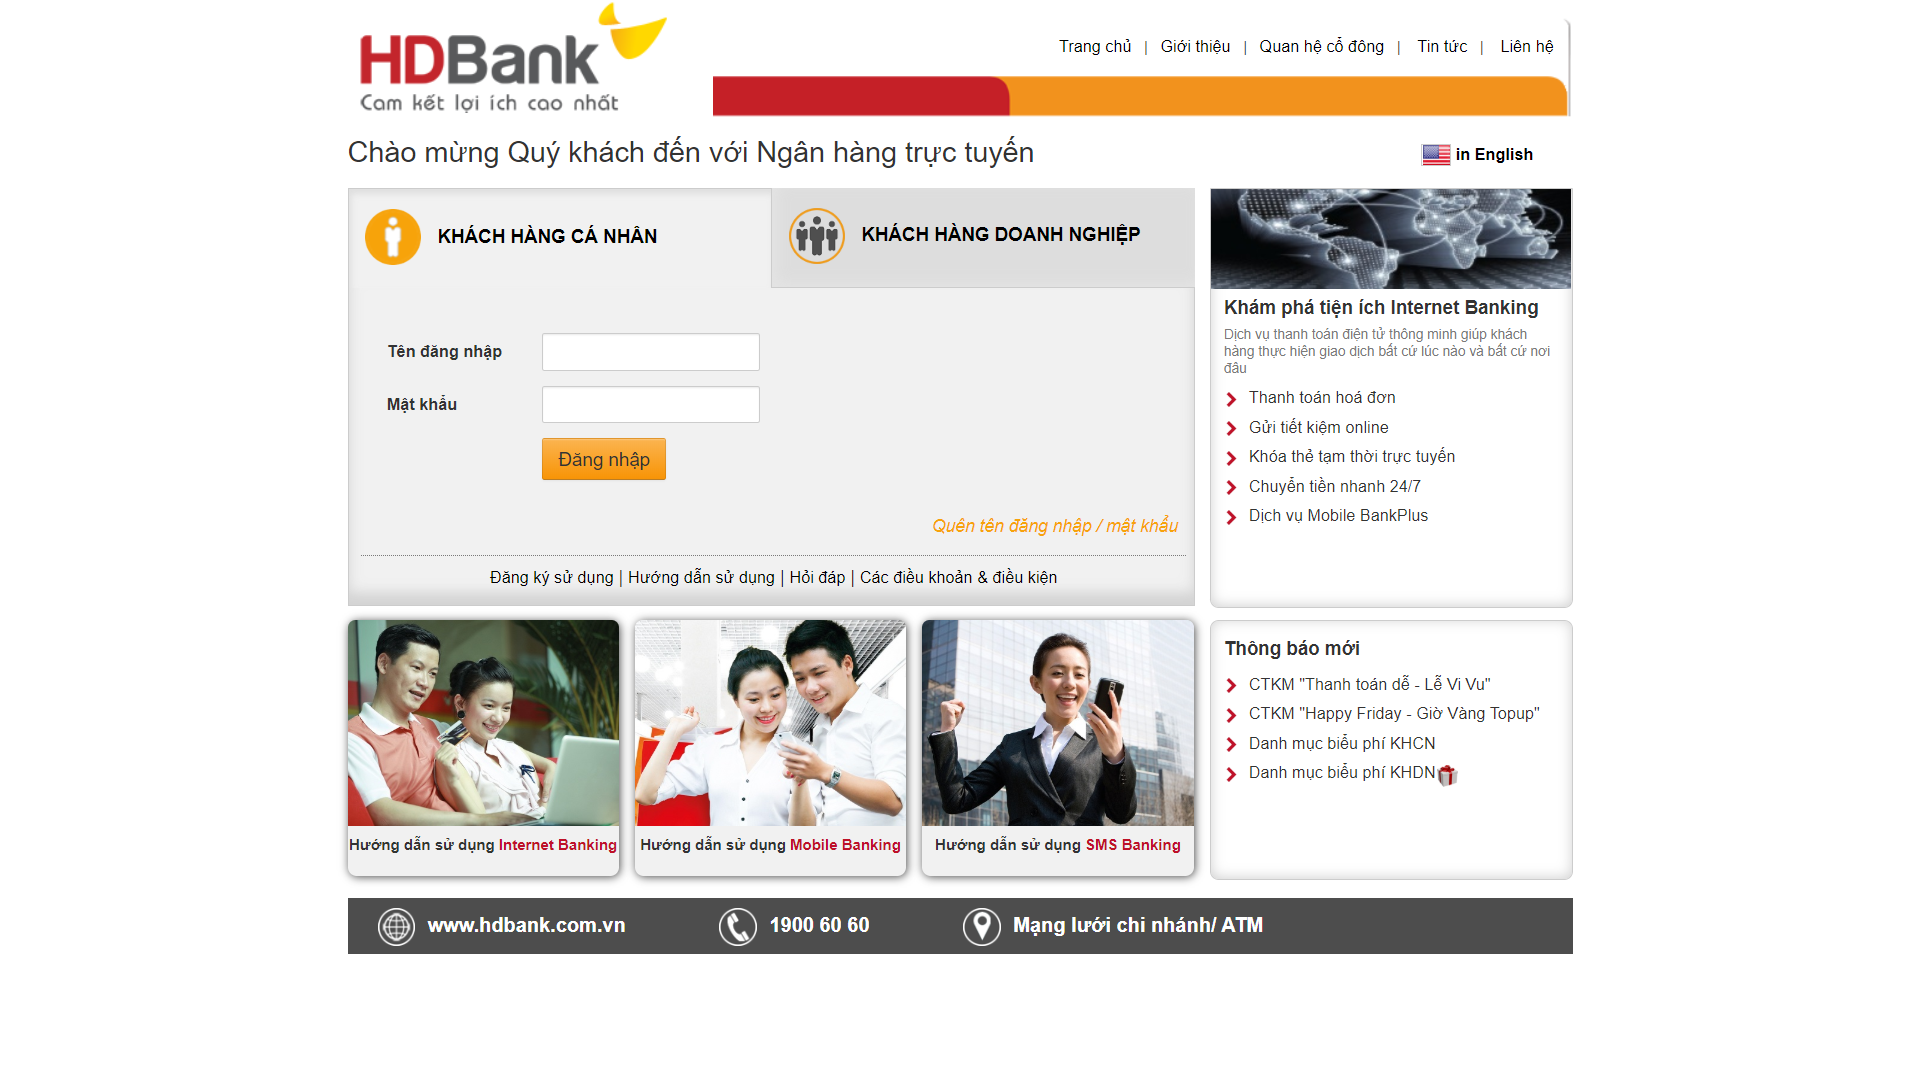 HDBank
Cam kết lợi ích cao nhất
Trang chủ | Giới thiệu | Quan hệ cổ đông | Tin tức | Liên hệ
Chào mừng Quý khách đến với Ngân hàng trực tuyến
in English
KHÁCH HÀNG CÁ NHÂN
KHÁCH HÀNG DOANH NGHIỆP
Tên đăng nhập
Mật khẩu
Đăng nhập
Quên tên đăng nhập / mật khẩu
Đăng ký sử dụng | Hướng dẫn sử dụng | Hỏi đáp | Các điều khoản & điều kiện
Khám phá tiện ích Internet Banking
Dịch vụ thanh toán điện tử thông minh giúp khách
hàng thực hiện giao dịch bất cứ lúc nào và bất cứ nơi
đâu
Thanh toán hoá đơn
Gửi tiết kiệm online
Khóa thẻ tạm thời trực tuyến
Chuyển tiền nhanh 24/7
Dịch vụ Mobile BankPlus
Hướng dẫn sử dụng Internet Banking
Hướng dẫn sử dụng Mobile Banking
Hướng dẫn sử dụng SMS Banking
Thông báo mới
CTKM "Thanh toán dễ - Lễ Vi Vu"
CTKM "Happy Friday - Giờ Vàng Topup"
Danh mục biểu phí KHCN
Danh mục biểu phí KHDN
www.hdbank.com.vn
1900 60 60
Mạng lưới chi nhánh/ ATM